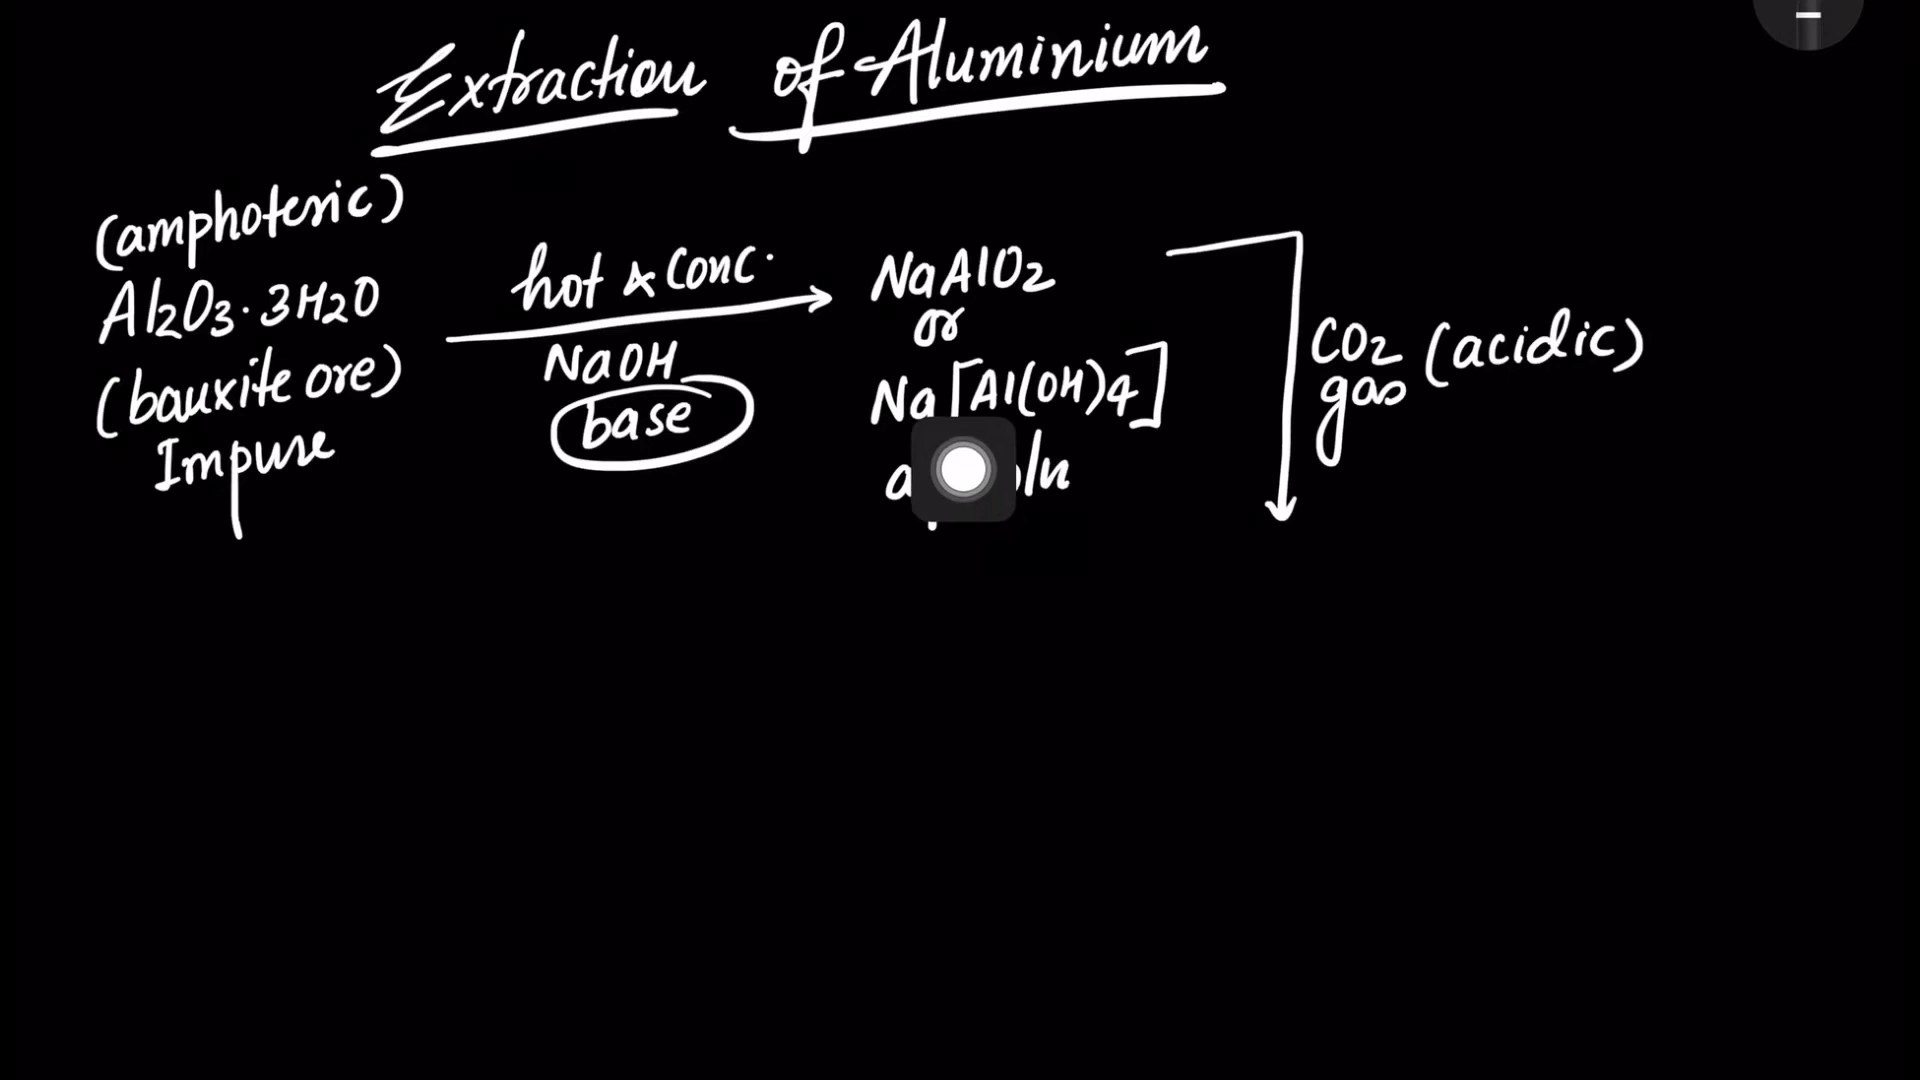 Extraction of Aluminium
(amphoteric)
Al2O3.3H2O
(bauxite ore)
Impure
hot & Conc.
NaOH
base
NaAlO2
or
Na[Al(OH)4]
CO2 (acidic)
gas